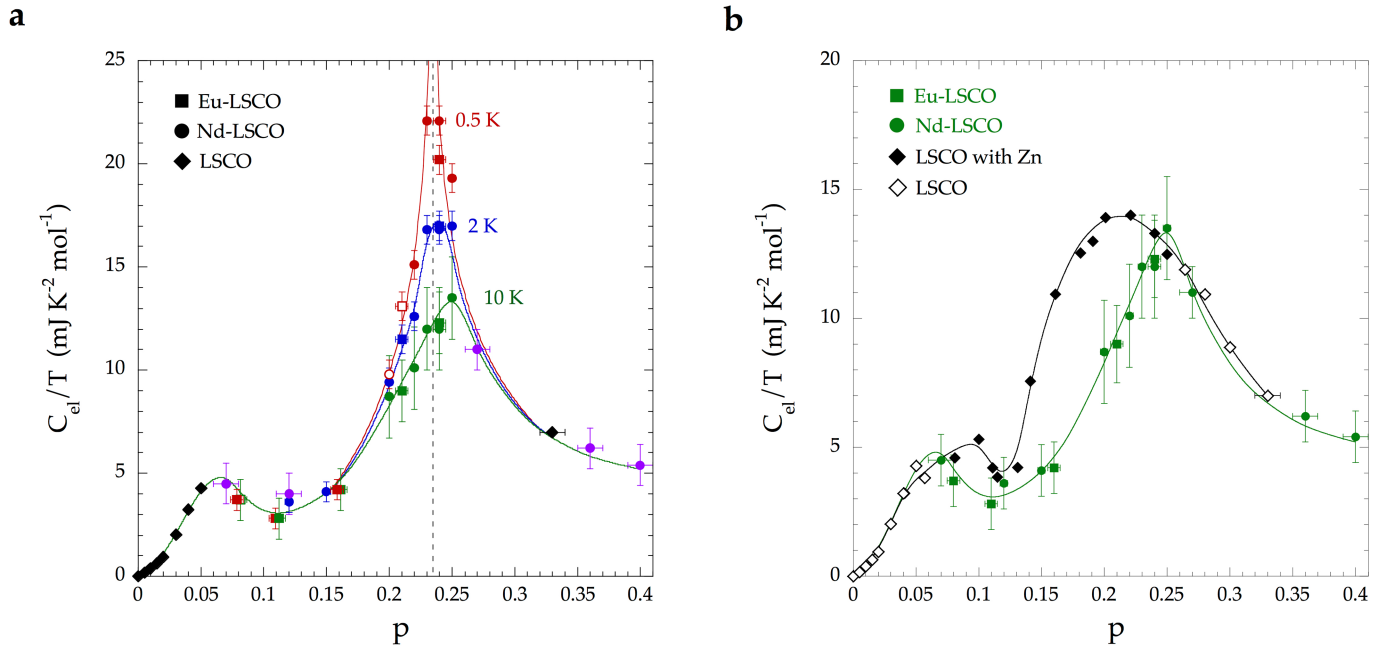 a
C_el/T (mJ K⁻² mol⁻¹)
25
20
15
10
5
0
Eu-LSCO
Nd-LSCO
LSCO
0.5 K
2 K
10 K
0 0.05 0.1 0.15 0.2 0.25 0.3 0.35 0.4
p
b
C_el/T (mJ K⁻² mol⁻¹)
20
15
10
5
0
Eu-LSCO
Nd-LSCO
LSCO with Zn
LSCO
0 0.05 0.1 0.15 0.2 0.25 0.3 0.35 0.4
p